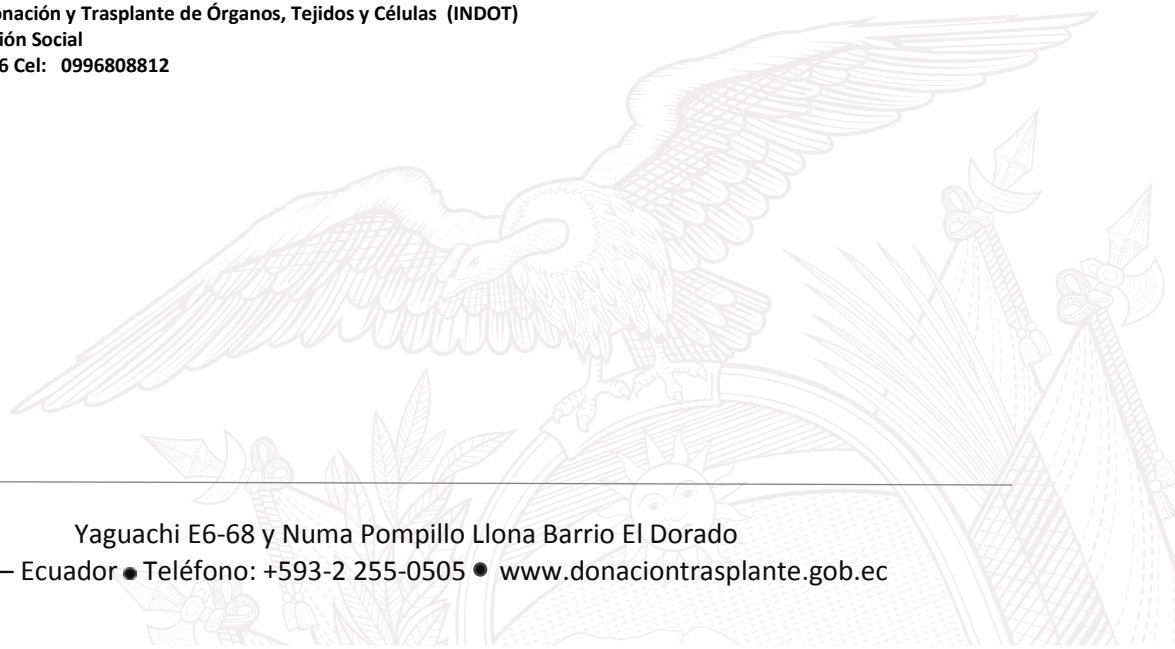 nación y Trasplante de Órganos, Tejidos y Células (INDOT)
ión Social
6 Cel: 0996808812
Yaguachi E6-68 y Numa Pompillo Llona Barrio El Dorado
– Ecuador ● Teléfono: +593-2 255-0505 ● www.donaciontrasplante.gob.ec